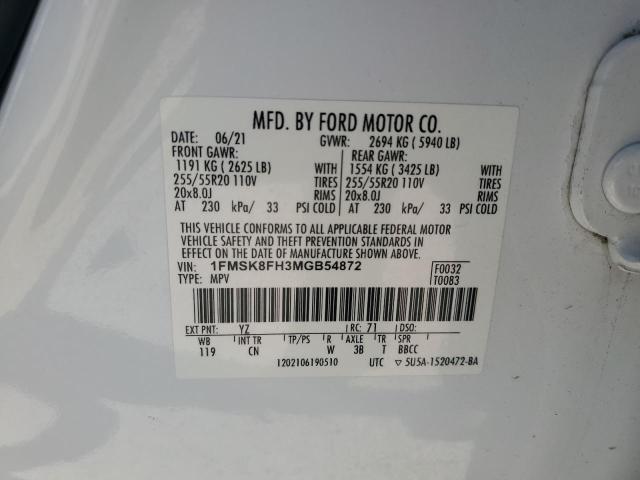 MFD. BY FORD MOTOR CO.
DATE: 06/21 GVWR: 2694 KG ( 5940 LB)
FRONT GAWR: REAR GAWR:
1191 KG ( 2625 LB) WITH 1554 KG ( 3425 LB) WITH
255/55R20 110V TIRES 255/55R20 110V TIRES
20x8.0J RIMS 20x8.0J RIMS
AT 230 kPa/ 33 PSI COLD AT 230 kPa/ 33 PSI COLD
THIS VEHICLE CONFORMS TO ALL APPLICABLE FEDERAL MOTOR
VEHICLE SAFETY AND THEFT PREVENTION STANDARDS IN
EFFECT ON THE DATE OF MANUFACTURE SHOWN ABOVE.
VIN: 1FMSK8FH3MGB54872 F0032
TYPE: MPV T0083
EXT PNT: YZ RC: 71 DSO:
WB INT TR TP/PS R AXLE TR SPR
119 CN W 3B T BBCC
1202106190510 UTC ▽ 5U5A-1520472-BA